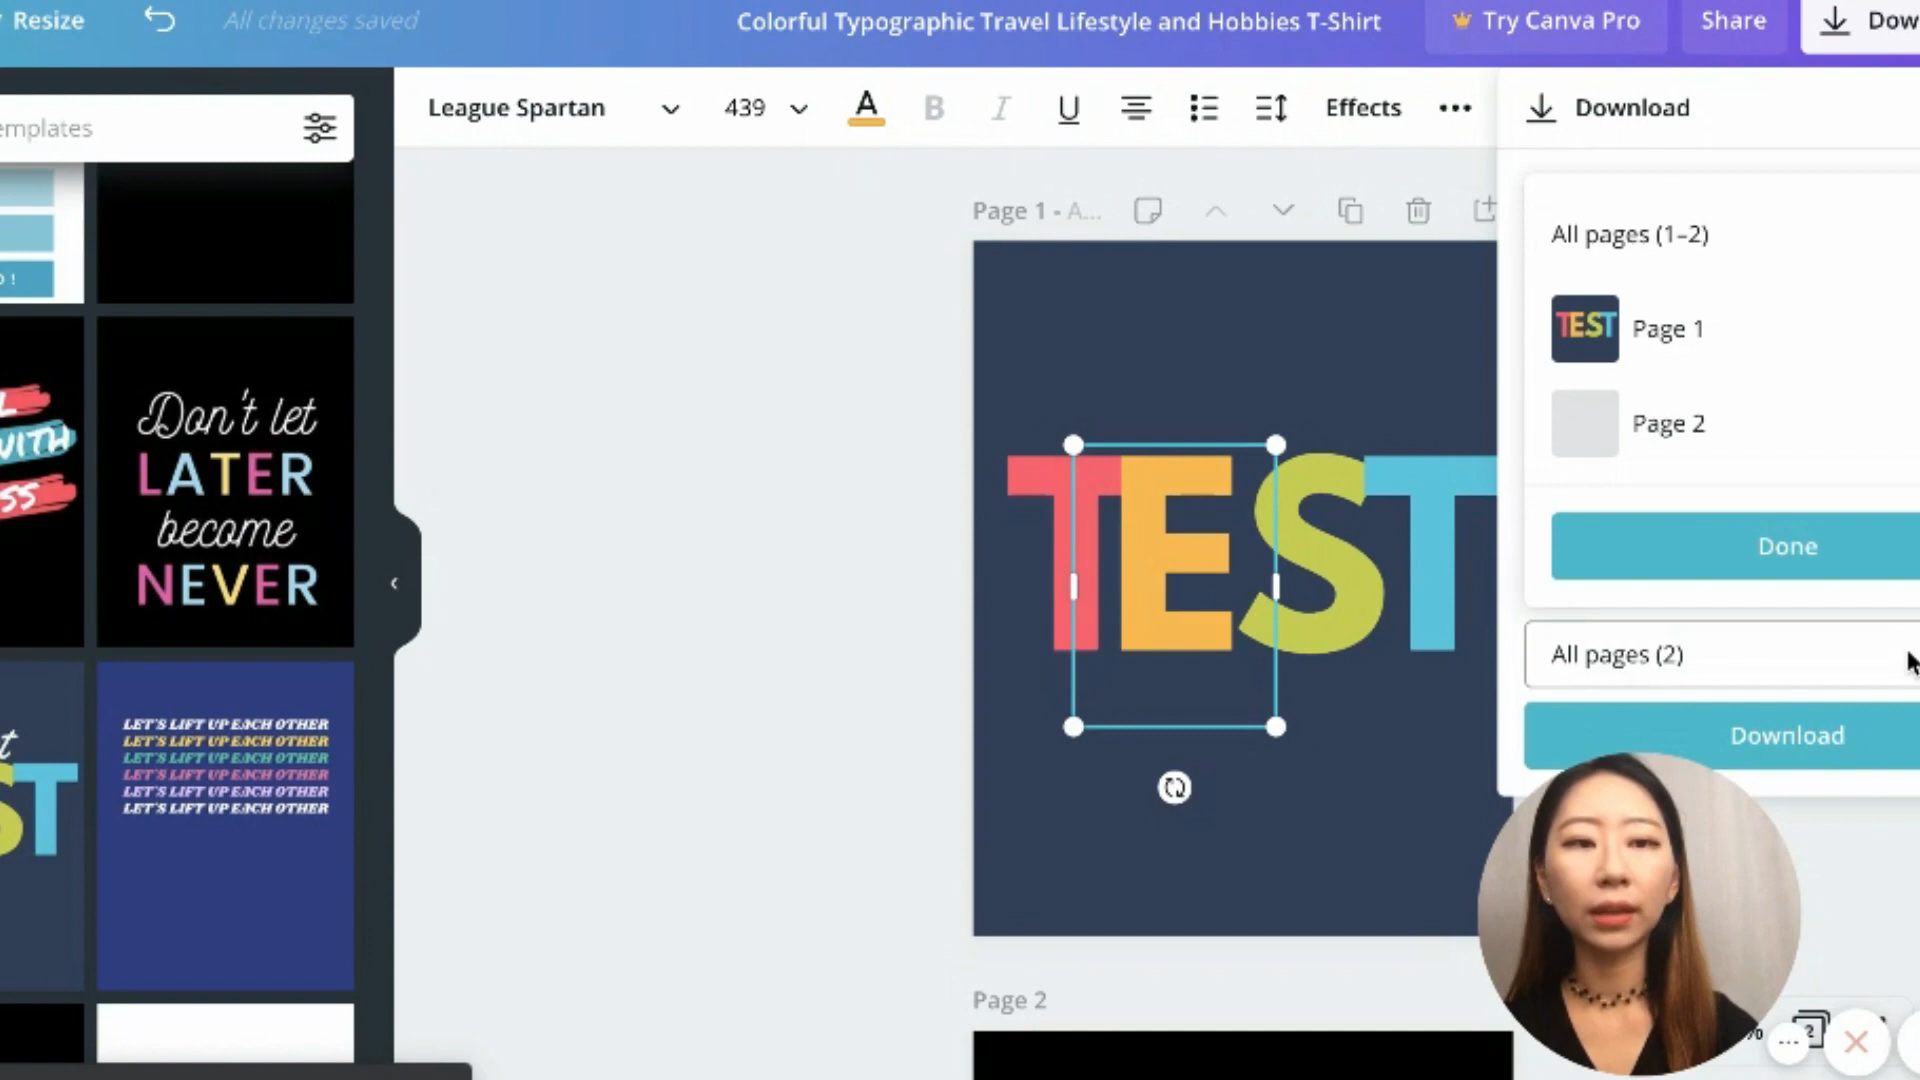 Resize
All changes saved
Colorful Typographic Travel Lifestyle and Hobbies T-Shirt
Try Canva Pro
Share
Dow
emplates
League Spartan
439
A
B
I
U
Effects
Download
Page 1 - A...
All pages (1-2)
TEST
Page 1
Page 2
Done
All pages (2)
Download
TEST
Page 2
O !
L
WITH
SS
Don't let
LATER
become
NEVER
t
ST
LET'S LIFT UP EACH OTHER
LET'S LIFT UP EACH OTHER
LET'S LIFT UP EACH OTHER
LET'S LIFT UP EACH OTHER
LET'S LIFT UP EACH OTHER
LET'S LIFT UP EACH OTHER
%
2